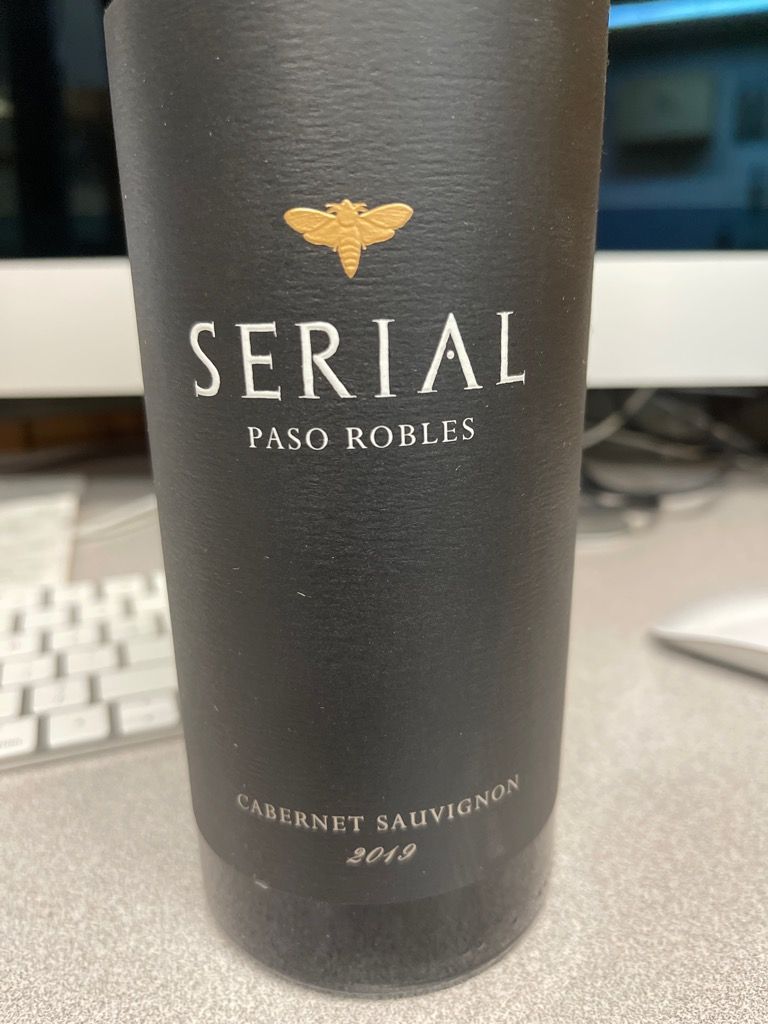 SERIAL
PASO ROBLES
CABERNET SAUVIGNON
2019